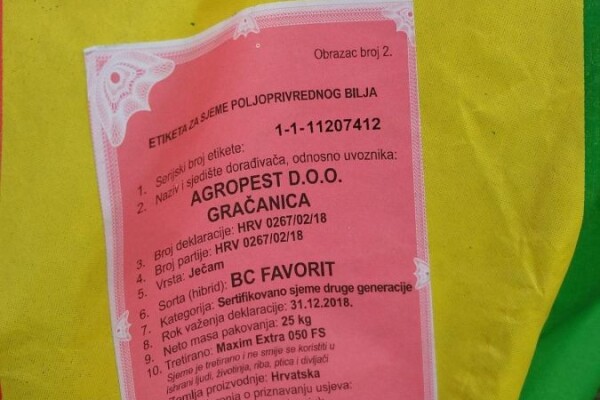 Obrazac broj 2.
ETIKETA ZA SJEME POLJOPRIVREDNOG BILJA
1. Serijski broj etikete: 1-1-11207412
2. Naziv i sjedište dorađivača, odnosno uvoznika:
AGROPEST D.O.O.
GRAČANICA
3. Broj deklaracije: HRV 0267/02/18
4. Broj partije: HRV 0267/02/18
5. Vrsta: Ječam
6. Sorta (hibrid): BC FAVORIT
7. Kategorija: Sertifikovano sjeme druge generacije
8. Rok važenja deklaracije: 31.12.2018.
9. Neto masa pakovanja: 25 kg
10. Tretirano: Maxim Extra 050 FS
Sjeme je tretirano i ne smije se koristiti u
ishrani ljudi, životinja, riba, ptica i divljači
Zemlja proizvodnje: Hrvatska
o priznavanju usjeva: